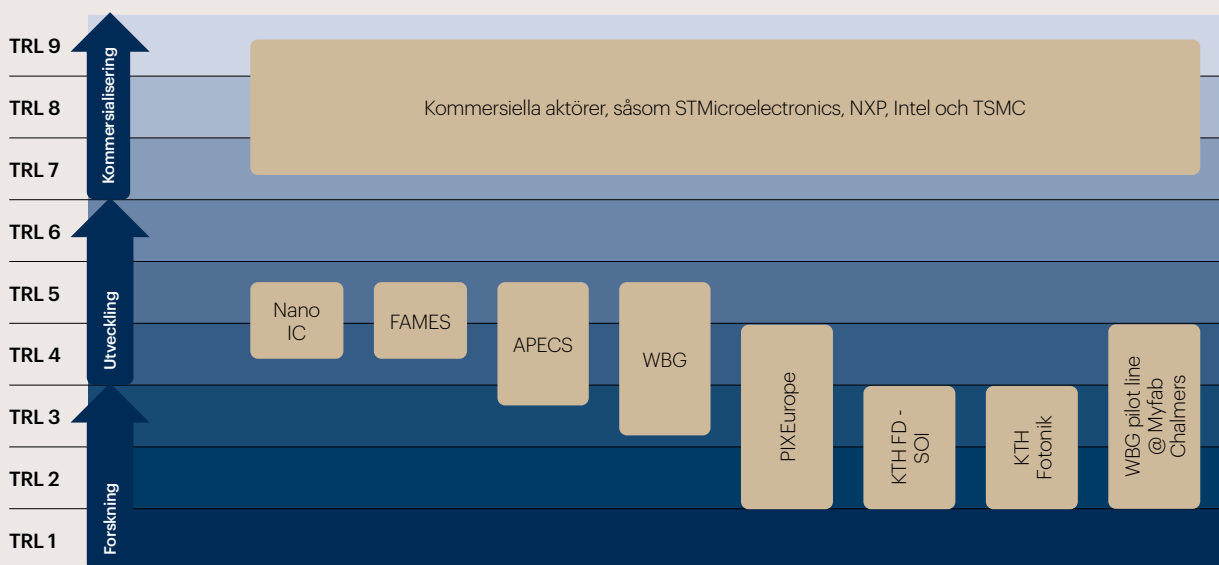 TRL 9
TRL 8
TRL 7
TRL 6
TRL 5
TRL 4
TRL 3
TRL 2
TRL 1
Kommersialisering
Utveckling
Forskning
Kommersiella aktörer, såsom STMicroelectronics, NXP, Intel och TSMC
Nano
IC
FAMES
APECS
WBG
PIXEurope
KTH FD -
SOI
KTH
Fotonik
WBG pilot line
@ Myfab
Chalmers